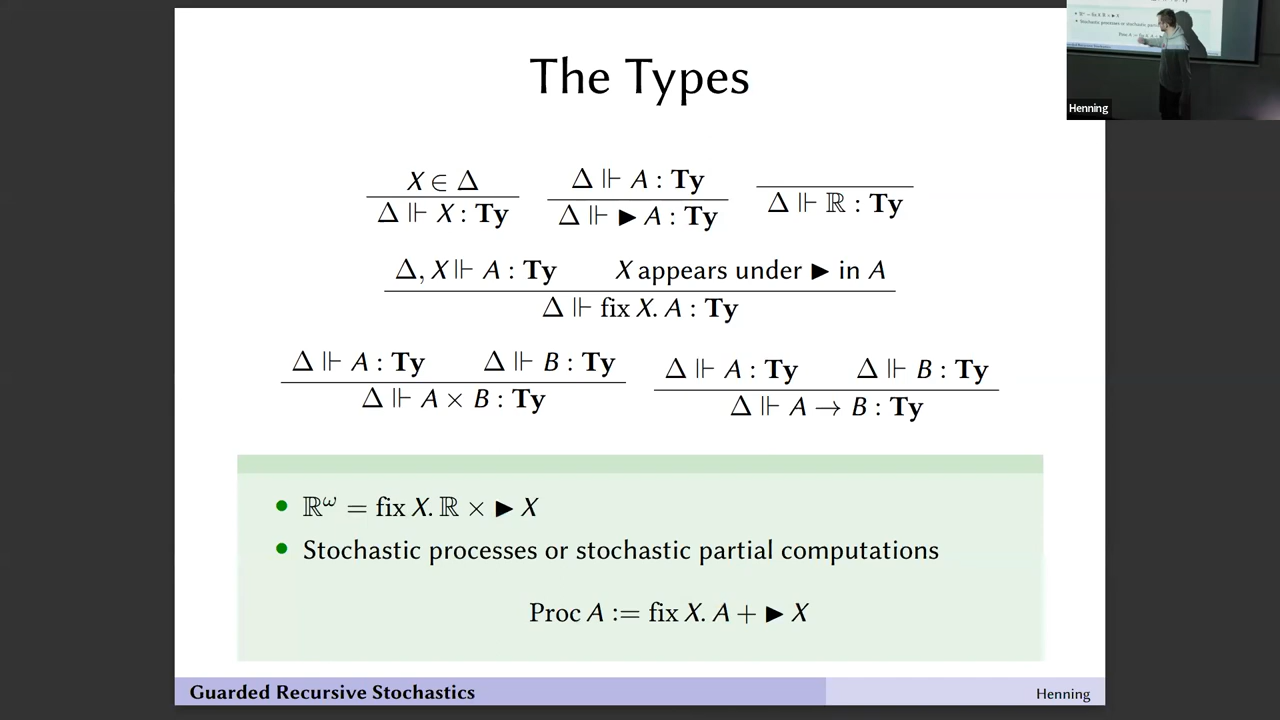 The Types
X ∈ Δ
Δ ⊩ X : Ty
Δ ⊩ A : Ty
Δ ⊩ ▶ A : Ty
Δ ⊩ ℝ : Ty
Δ, X ⊩ A : Ty X appears under ▶ in A
Δ ⊩ fix X. A : Ty
Δ ⊩ A : Ty Δ ⊩ B : Ty
Δ ⊩ A × B : Ty
Δ ⊩ A : Ty Δ ⊩ B : Ty
Δ ⊩ A → B : Ty
• ℝ^ω = fix X. ℝ × ▶ X
• Stochastic processes or stochastic partial computations
Proc A := fix X. A + ▶ X
Guarded Recursive Stochastics
Henning
Henning